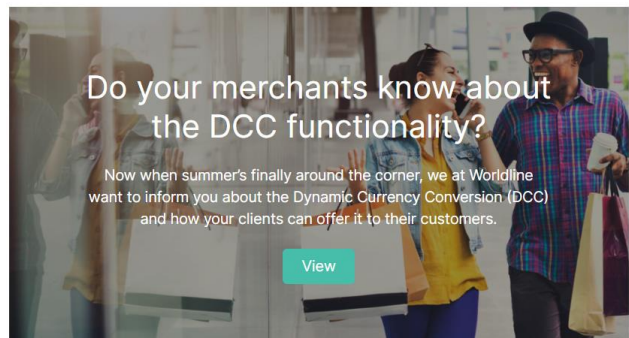 Do your merchants know about
the DCC functionality?
Now when summer's finally around the corner, we at Worldline
want to inform you about the Dynamic Currency Conversion (DCC)
and how your clients can offer it to their customers.
View